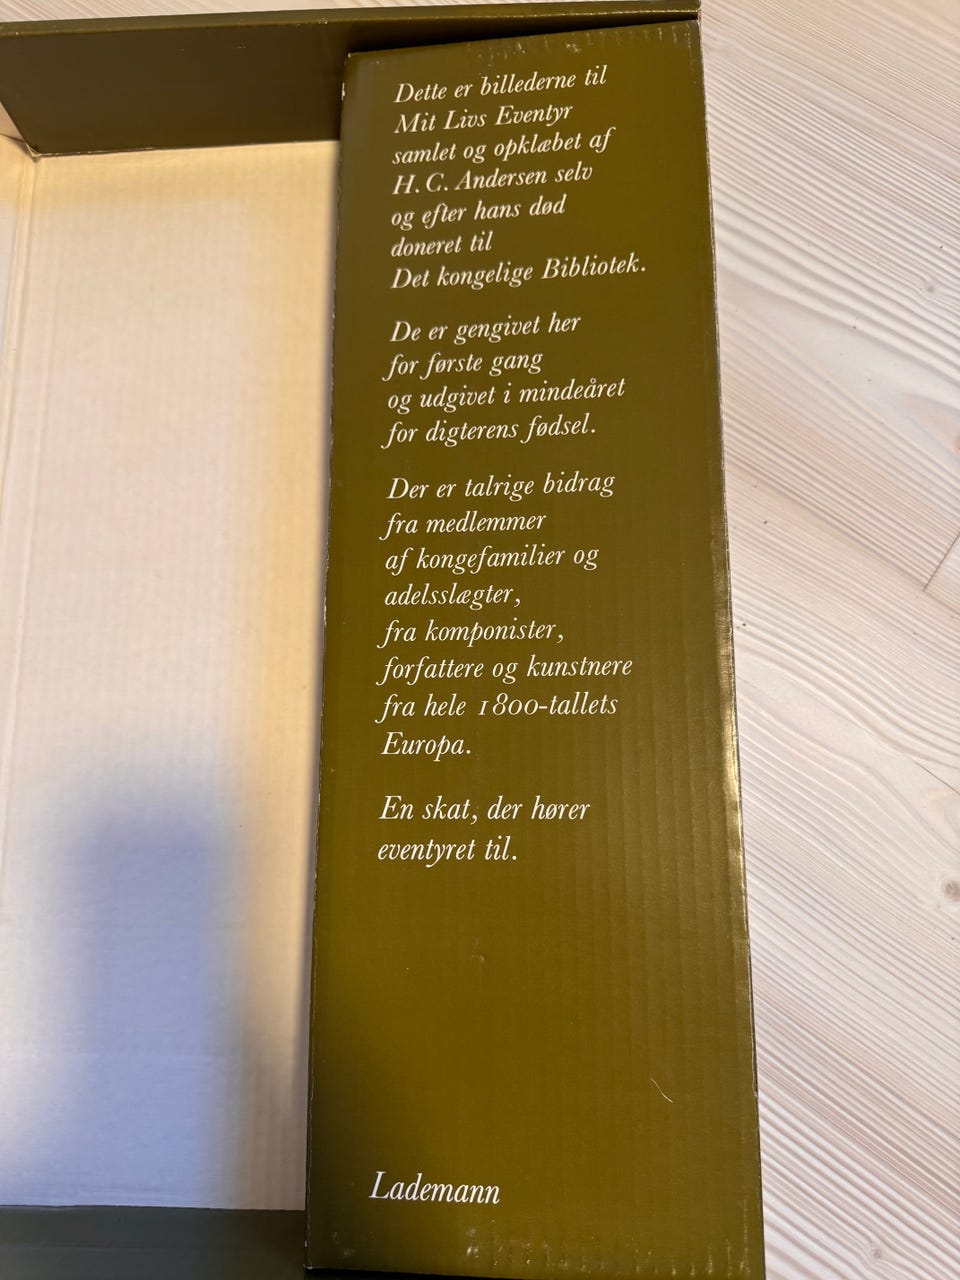 Dette er billederne til
Mit Livs Eventyr
samlet og opklæbet af
H. C. Andersen selv
og efter hans død
doneret til
Det kongelige Bibliotek.
De er gengivet her
for første gang
og udgivet i mindeåret
for digterens fødsel.
Der er talrige bidrag
fra medlemmer
af kongefamilier og
adelsslægter,
fra komponister,
forfattere og kunstnere
fra hele 1800-tallets
Europa.
En skat, der hører
eventyret til.
Lademann